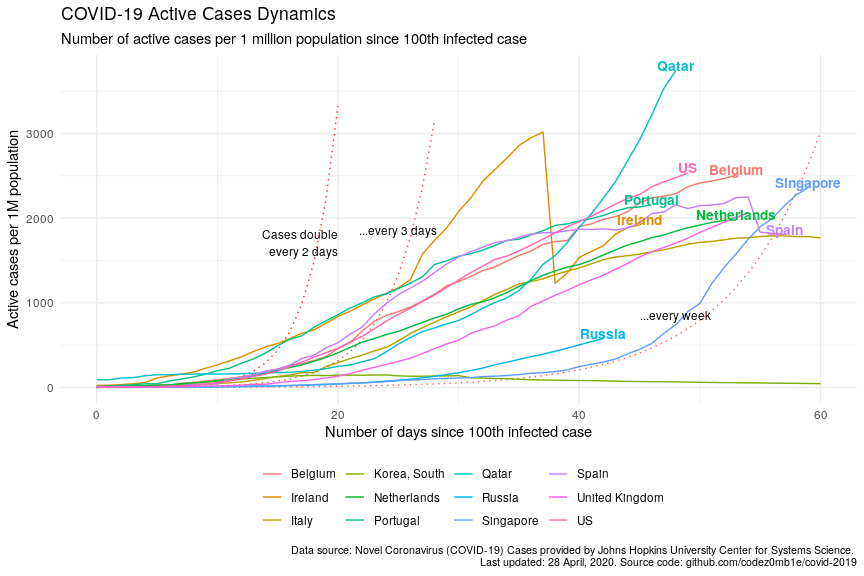 COVID-19 Active Cases Dynamics
Number of active cases per 1 million population since 100th infected case
Active cases per 1M population
3000
2000
1000
0
Qatar
US
Belgium
Singapore
Portugal
Ireland
Netherlands
Spain
Cases double
every 2 days
...every 3 days
...every week
Russia
0
20
40
60
Number of days since 100th infected case
Belgium
Korea, South
Qatar
Spain
Ireland
Netherlands
Russia
United Kingdom
Italy
Portugal
Singapore
US
Data source: Novel Coronavirus (COVID-19) Cases provided by Johns Hopkins University Center for Systems Science.
Last updated: 28 April, 2020. Source code: github.com/codez0mb1e/covid-2019